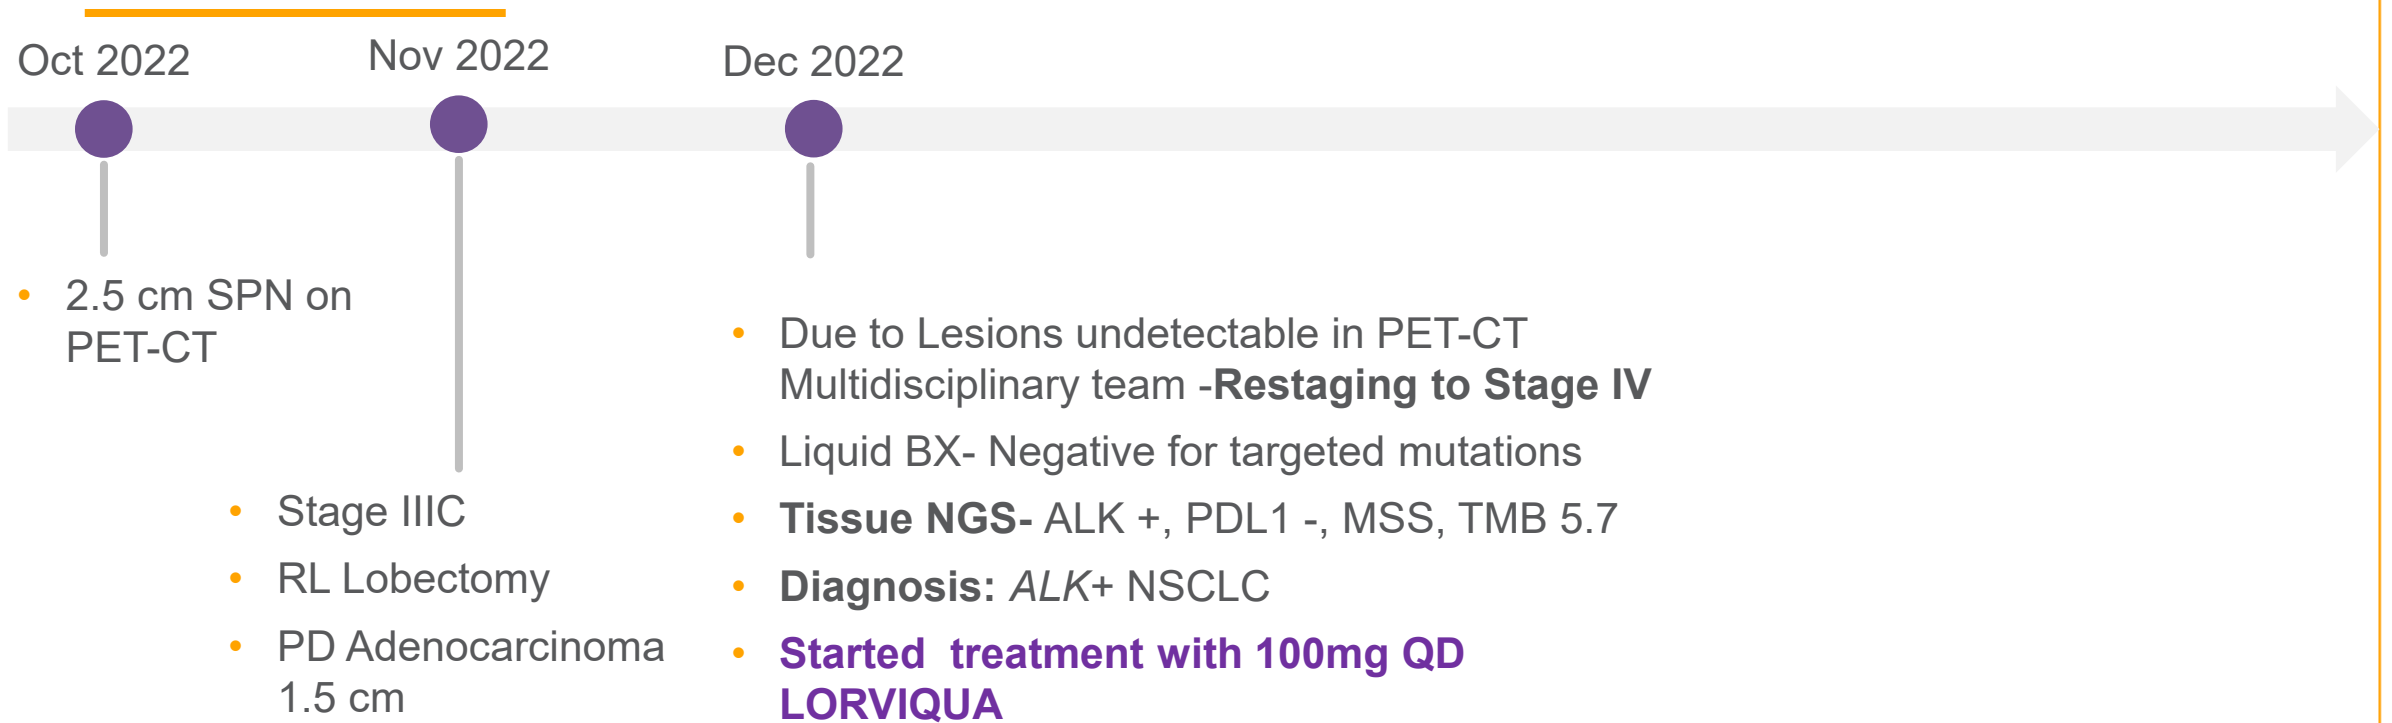 Oct 2022
Nov 2022
Dec 2022
• 2.5 cm SPN on
PET-CT
• Stage IIIC
• RL Lobectomy
• PD Adenocarcinoma
1.5 cm
• Due to Lesions undetectable in PET-CT
Multidisciplinary team -Restaging to Stage IV
• Liquid BX- Negative for targeted mutations
• Tissue NGS- ALK +, PDL1 -, MSS, TMB 5.7
• Diagnosis: ALK+ NSCLC
• Started  treatment with 100mg QD
LORVIQUA